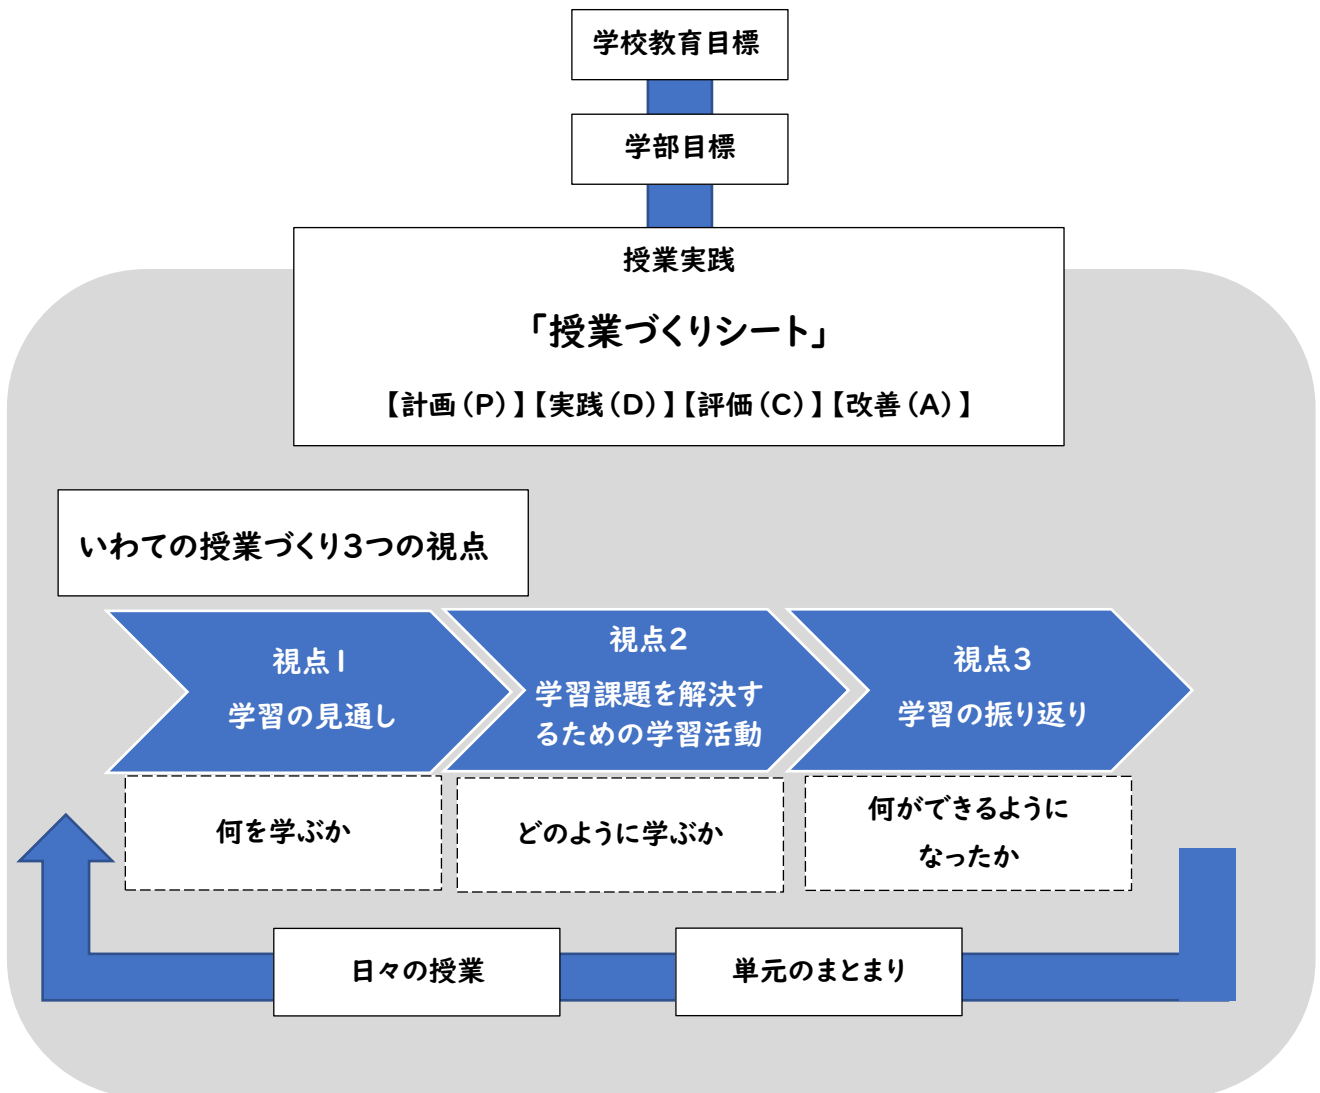 学校教育目標
学部目標
授業実践
「授業づくりシート」
【計画(P)】【実践(D)】【評価(C)】【改善(A)】
いわての授業づくり3つの視点
視点1
学習の見通し
視点2
学習課題を解決す
るための学習活動
視点3
学習の振り返り
何を学ぶか
どのように学ぶか
何ができるように
なったか
日々の授業
単元のまとまり